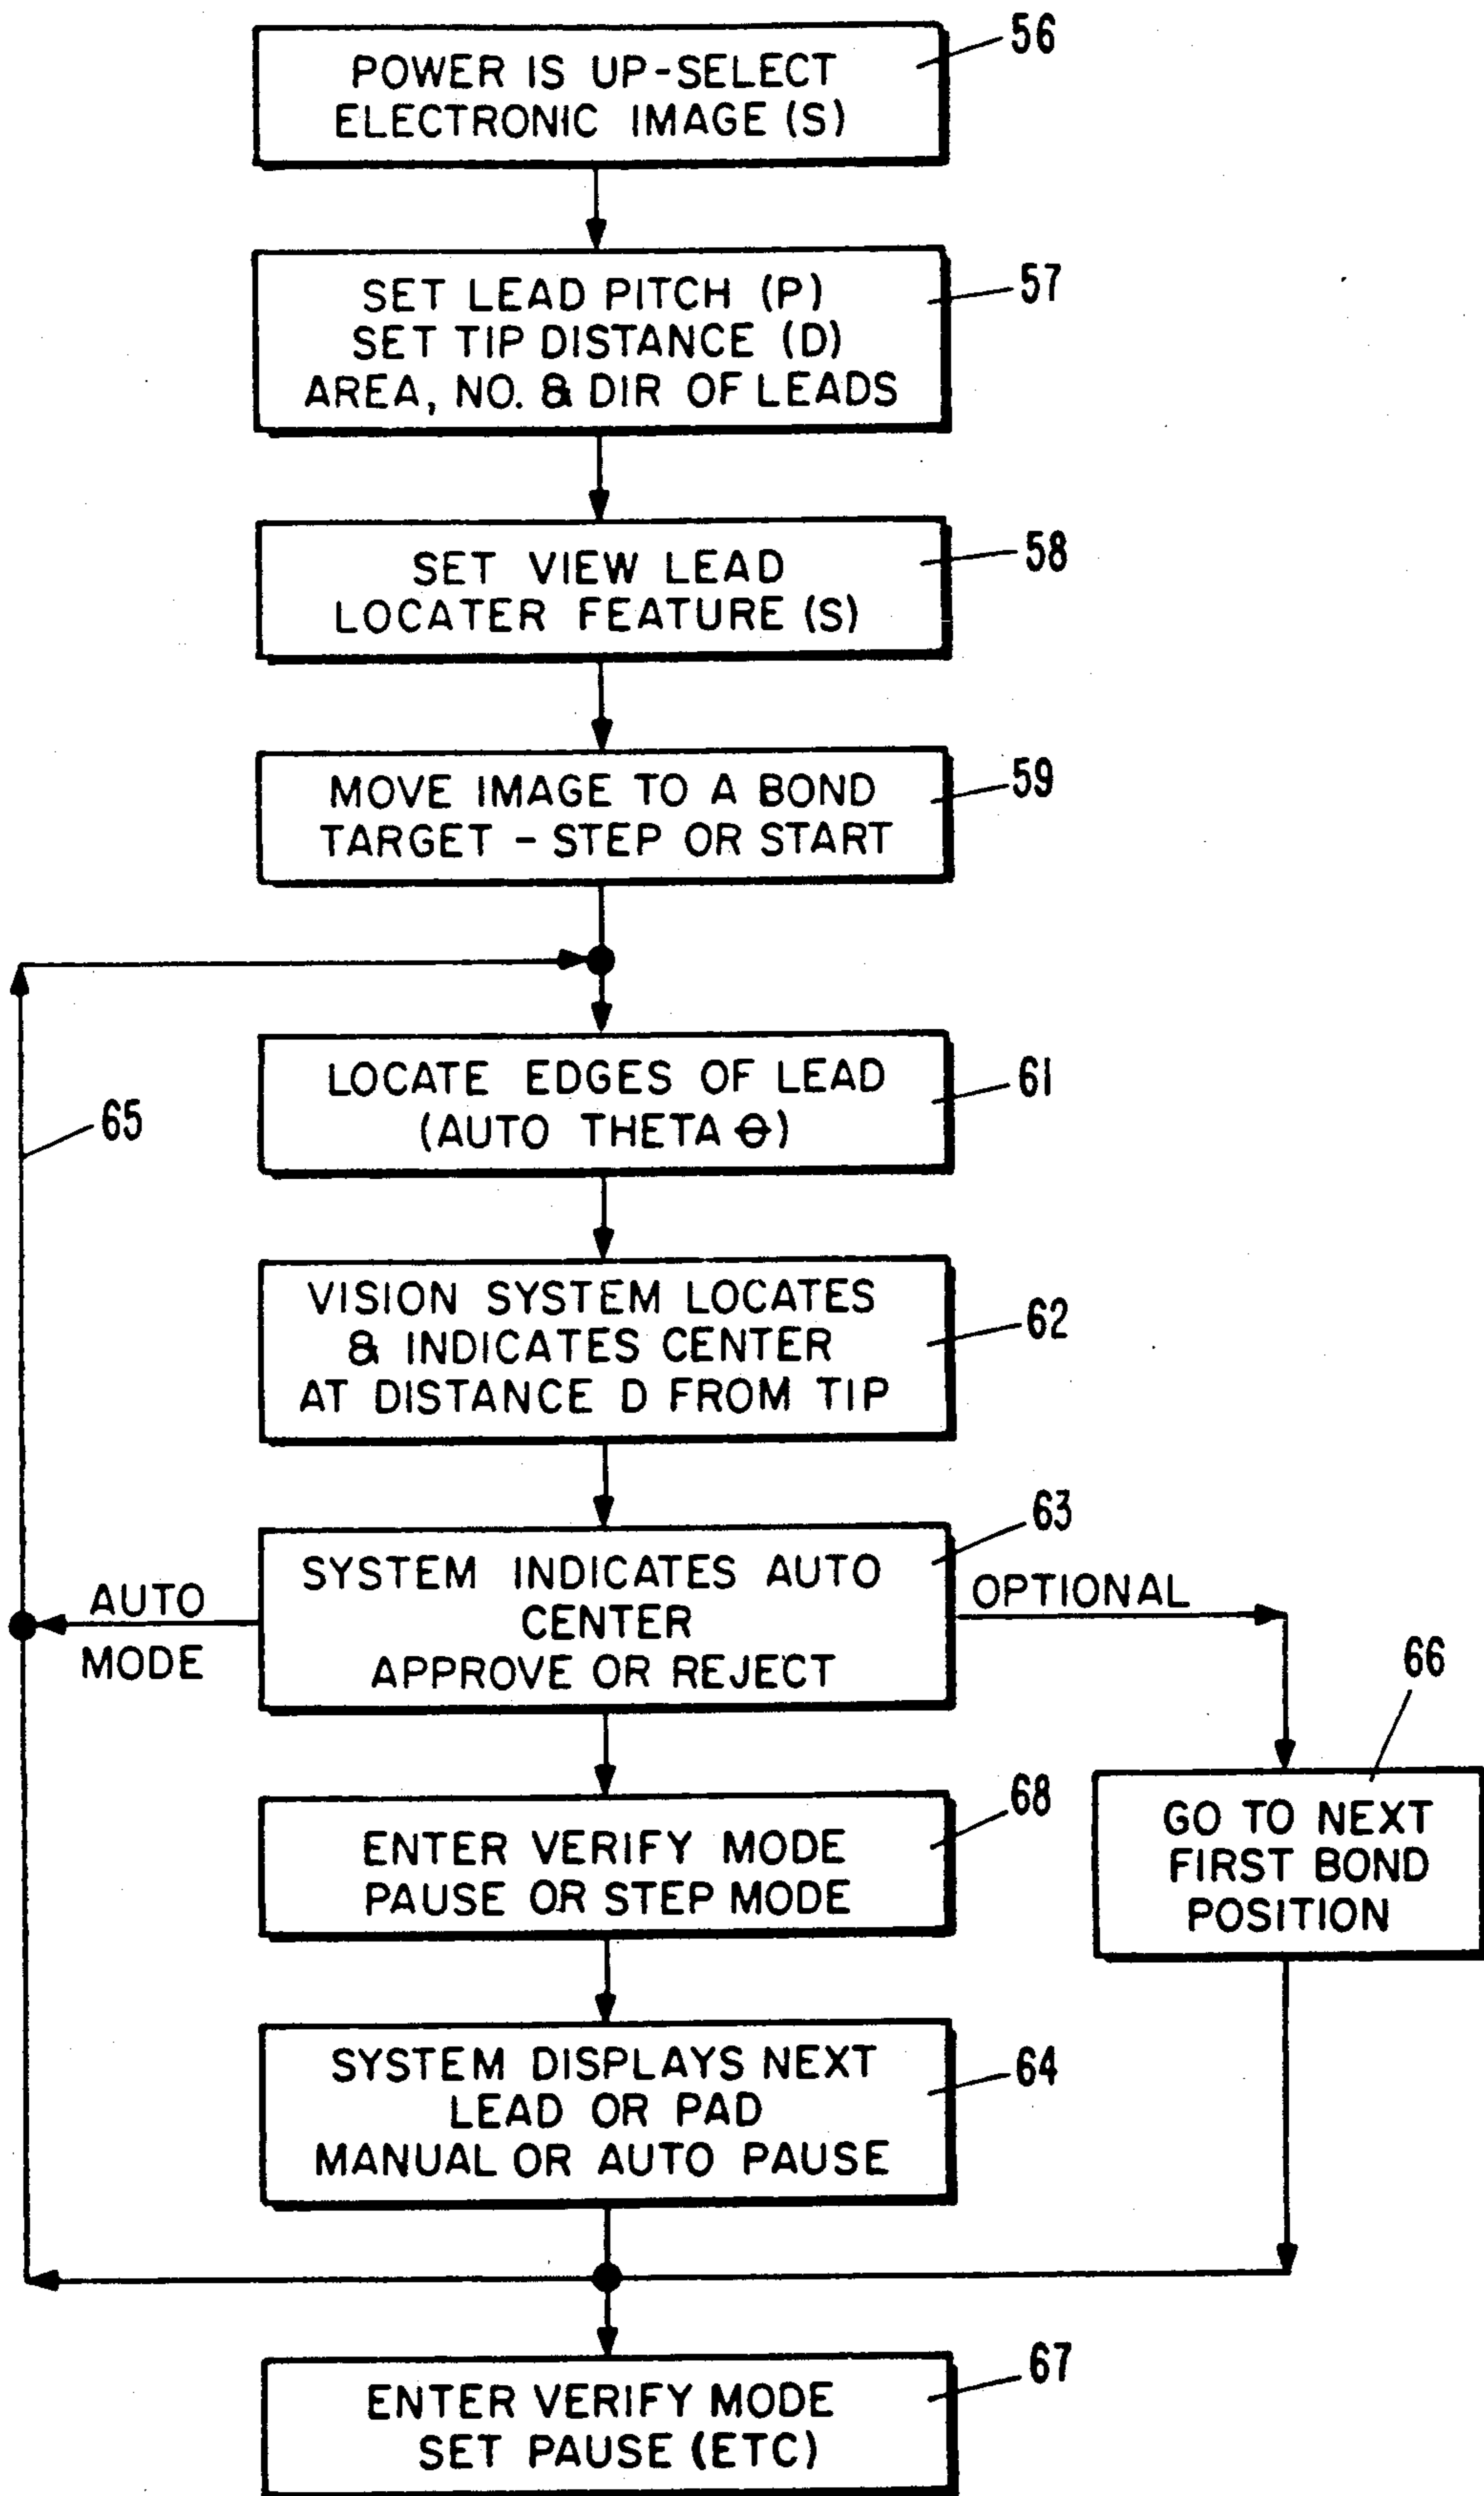 56
POWER IS UP-SELECT
ELECTRONIC IMAGE (S)
57
SET LEAD PITCH (P)
SET TIP DISTANCE (D)
AREA, NO. & DIR OF LEADS
58
SET VIEW LEAD
LOCATER FEATURE (S)
59
MOVE IMAGE TO A BOND
TARGET - STEP OR START
61
LOCATE EDGES OF LEAD
(AUTO THETA θ)
65
62
VISION SYSTEM LOCATES
& INDICATES CENTER
AT DISTANCE D FROM TIP
63
SYSTEM INDICATES AUTO
CENTER
APPROVE OR REJECT
AUTO
MODE
OPTIONAL
66
GO TO NEXT
FIRST BOND
POSITION
68
ENTER VERIFY MODE
PAUSE OR STEP MODE
64
SYSTEM DISPLAYS NEXT
LEAD OR PAD
MANUAL OR AUTO PAUSE
67
ENTER VERIFY MODE
SET PAUSE (ETC)